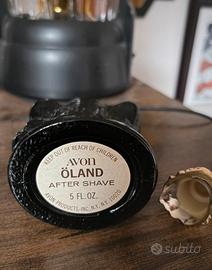 KEEP OUT OF REACH OF CHILDREN
AVON
ÖLAND
AFTER SHAVE
5 FL. OZ.
AVON PRODUCTS, INC. N.Y., N.Y. 10020
subito